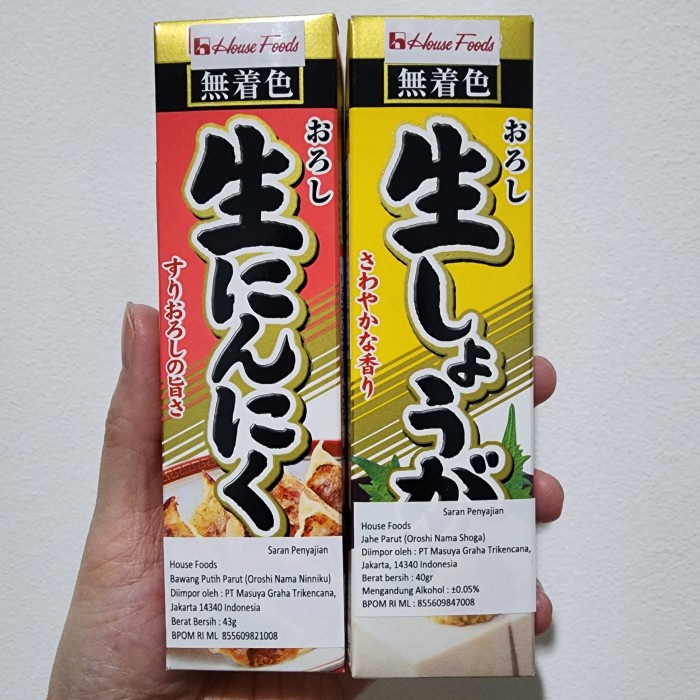 House Foods
無着色
おろし
生にんにく
すりおろしの旨さ
Saran Penyajian
House Foods
Bawang Putih Parut (Oroshi Nama Ninniku)
Diimpor oleh : PT Masuya Graha Trikencana,
Jakarta 14340 Indonesia
Berat Bersih : 43g
BPOM RI ML 855609821008
House Foods
無着色
おろし
生しょうが
さわやかな香り
Saran Penyajian
House Foods
Jahe Parut (Oroshi Nama Shoga)
Diimpor oleh : PT Masuya Graha Trikencana,
Jakarta, 14340 Indonesia
Berat bersih : 40gr
Mengandung Alkohol : ±0.05%
BPOM RI ML : 855609847008